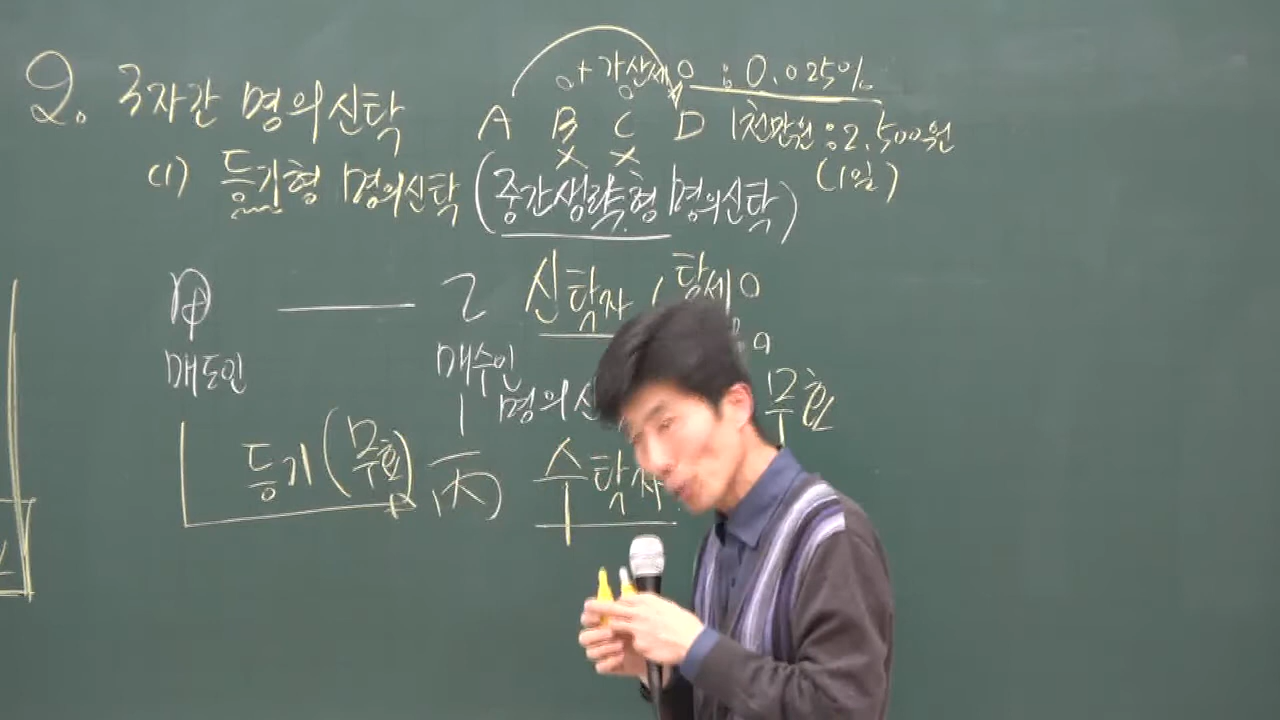 2. 3자간 명의신탁
+ 가산세 : 0.025%
A B C D 1천만원 : 2,500원
(1일)
(1) 등기형 명의신탁 (중간생략형 명의신탁)
甲 乙 신탁자 (탈세
매도인 매수인
명의신 무효
등기 (무효) 丙 수탁자